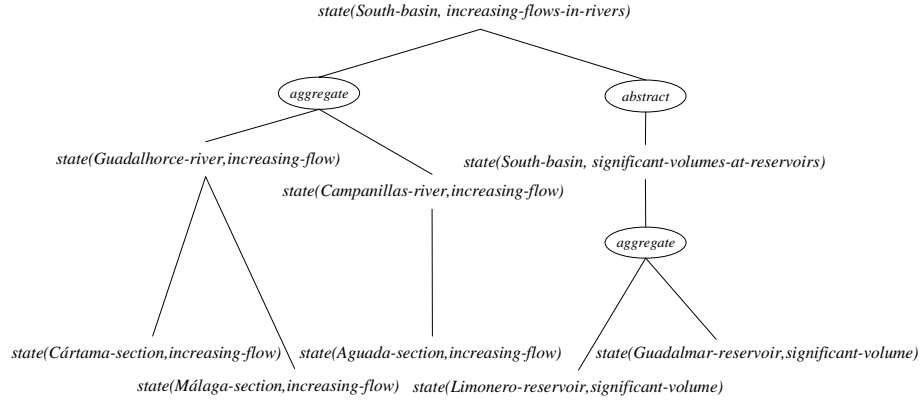 state(South-basin, increasing-flows-in-rivers)
aggregate
abstract
state(Guadalhorce-river,increasing-flow)
state(South-basin, significant-volumes-at-reservoirs)
state(Campanillas-river,increasing-flow)
aggregate
state(Cártama-section,increasing-flow)
state(Aguada-section,increasing-flow)
state(Guadalmar-reservoir,significant-volume)
state(Málaga-section,increasing-flow)
state(Limonero-reservoir,significant-volume)